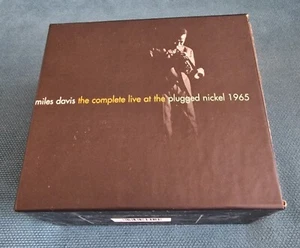 miles davis the complete live at the plugged nickel 1965